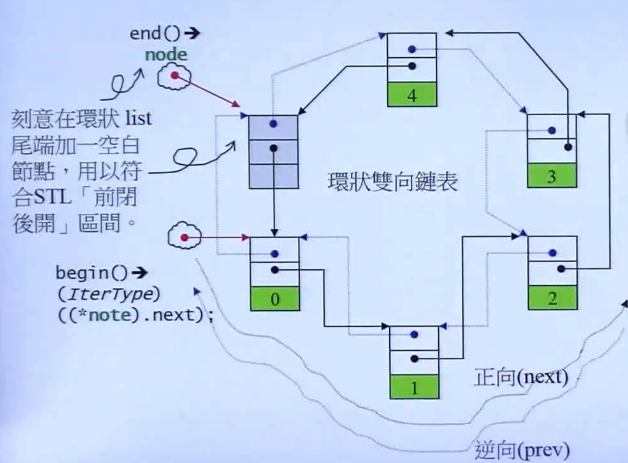 end()➔
node
刻意在環狀 list
尾端加一空白
節點，用以符
合STL「前閉
後開」區間。
4
3
環狀雙向鏈表
begin()➔
(IterType)
((*note).next);
0
2
1
正向(next)
逆向(prev)